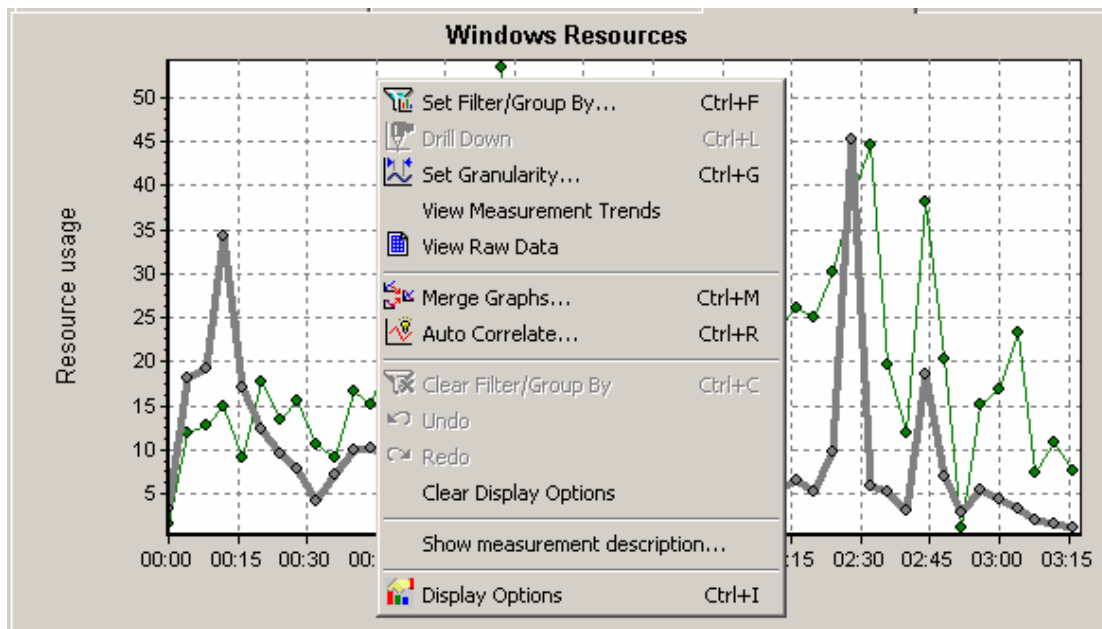 Windows Resources
50
45
40
35
30
25
20
15
10
5
Resource usage
Set Filter/Group By... Ctrl+F
Drill Down Ctrl+L
Set Granularity... Ctrl+G
View Measurement Trends
View Raw Data
Merge Graphs... Ctrl+M
Auto Correlate... Ctrl+R
Clear Filter/Group By Ctrl+C
Undo
Redo
Clear Display Options
Show measurement description...
Display Options Ctrl+I
00:00 00:15 00:30 00: :15 02:30 02:45 03:00 03:15